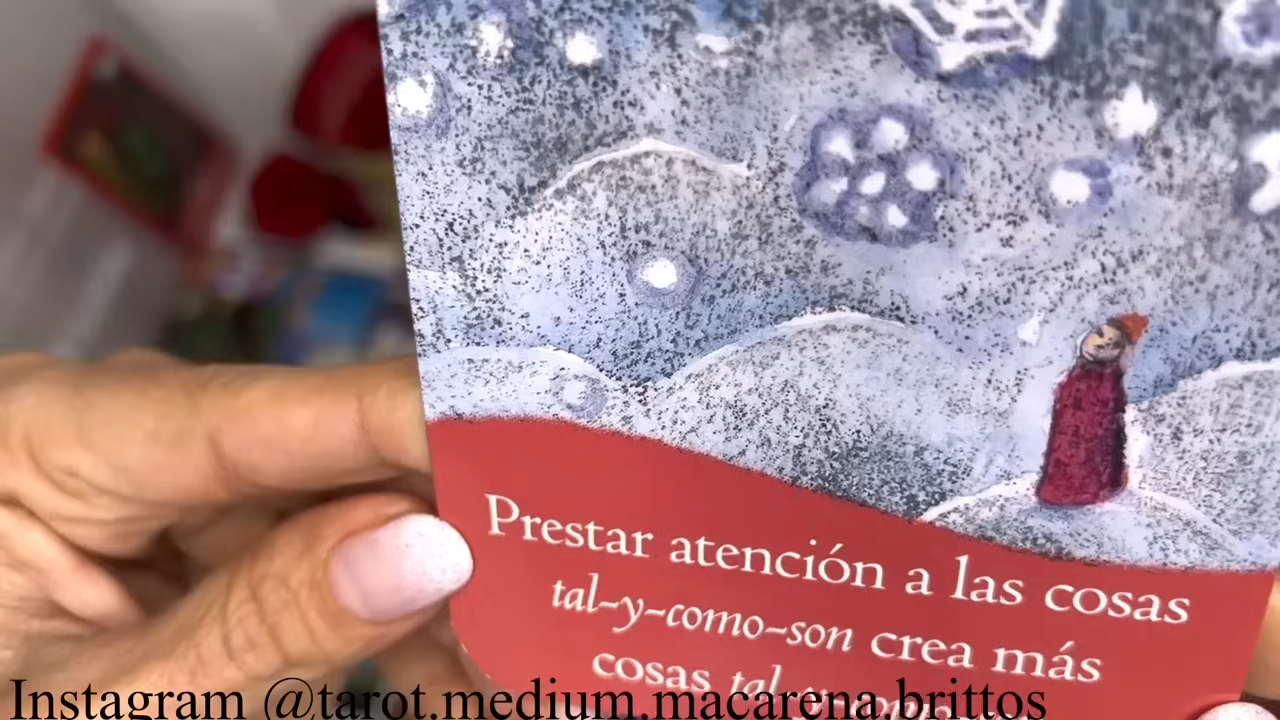 Prestar atención a las cosas
tal-y-como-son crea más
cosas tal
Instagram @tarot.medium.macarena.brittos